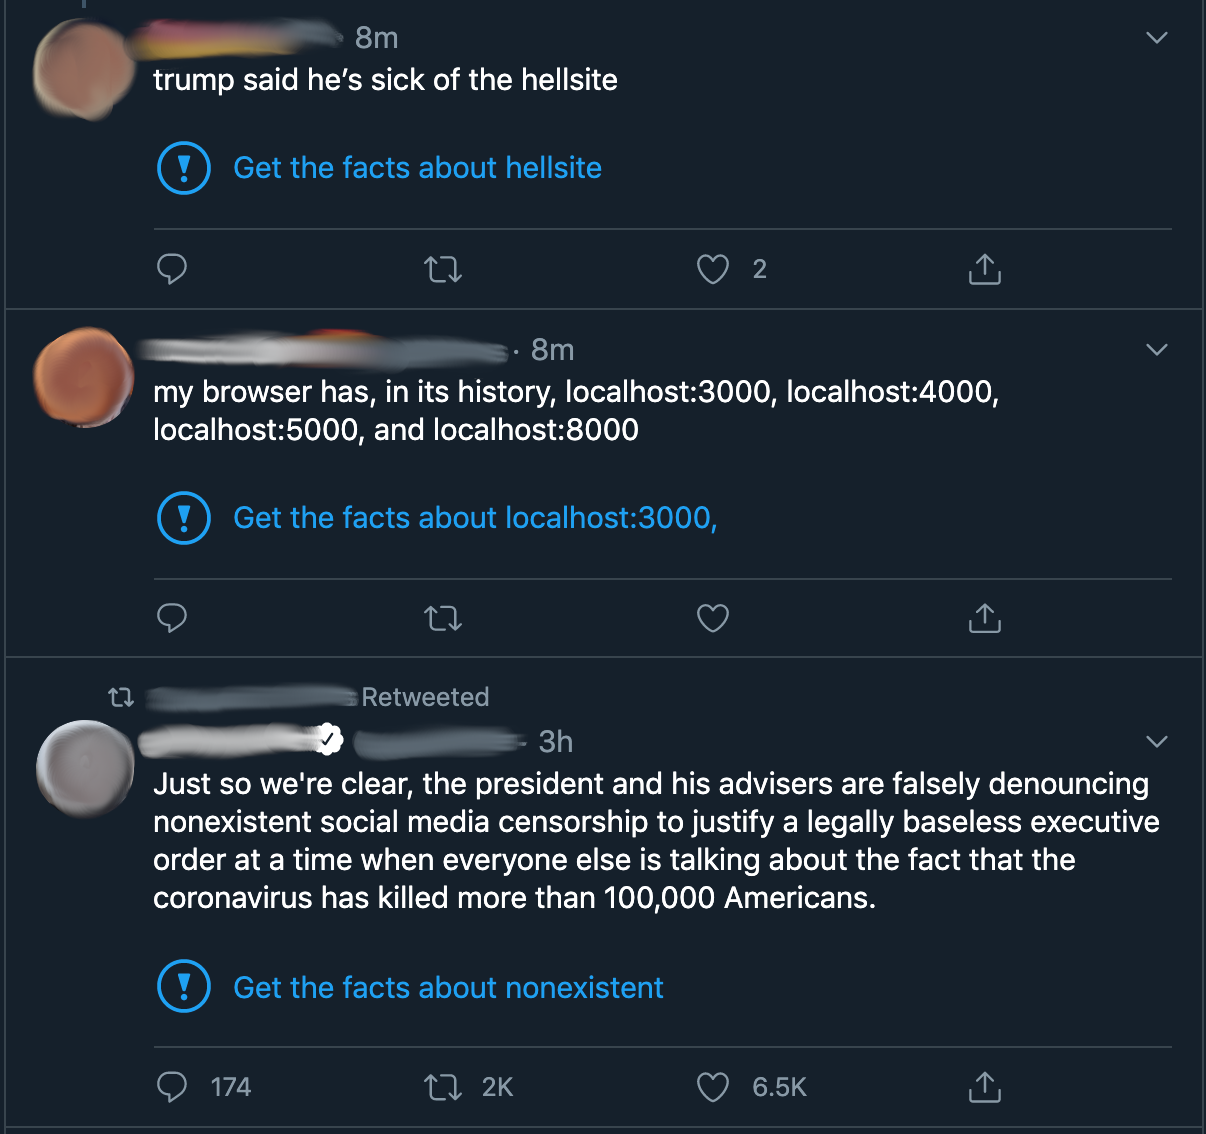 8m
trump said he's sick of the hellsite
Get the facts about hellsite
2
· 8m
my browser has, in its history, localhost:3000, localhost:4000,
localhost:5000, and localhost:8000
Get the facts about localhost:3000,
Retweeted
3h
Just so we're clear, the president and his advisers are falsely denouncing
nonexistent social media censorship to justify a legally baseless executive
order at a time when everyone else is talking about the fact that the
coronavirus has killed more than 100,000 Americans.
Get the facts about nonexistent
174 2K 6.5K